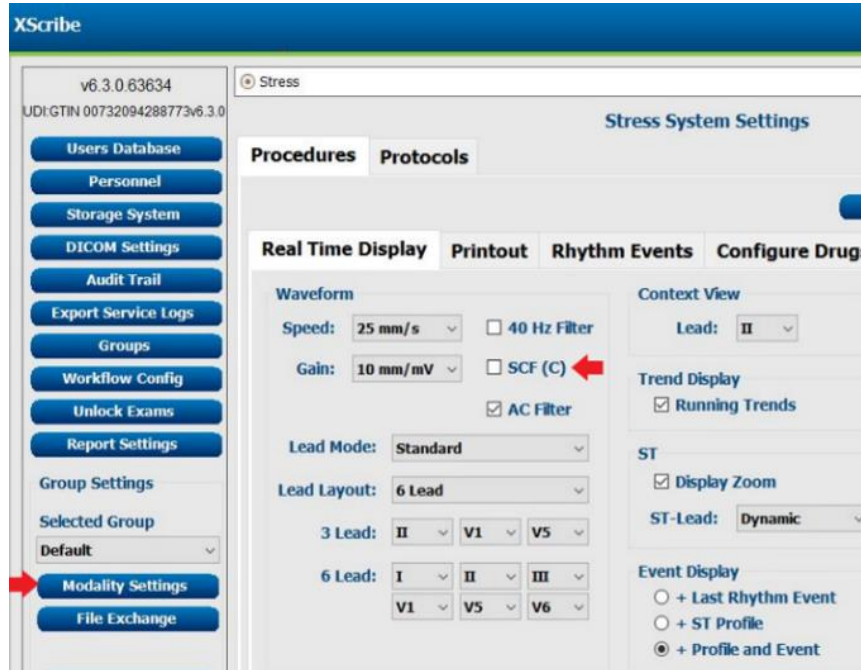 XScribe
v6.3.0.63634
UDI:GTIN 00732094288773v6.3.0
Users Database
Personnel
Storage System
DICOM Settings
Audit Trail
Export Service Logs
Groups
Workflow Config
Unlock Exams
Report Settings
Group Settings
Selected Group
Default
Modality Settings
File Exchange
Stress
Stress System Settings
Procedures Protocols
Real Time Display Printout Rhythm Events Configure Drugs
Waveform
Speed: 25 mm/s 40 Hz Filter
Gain: 10 mm/mV SCF (C)
AC Filter
Lead Mode: Standard
Lead Layout: 6 Lead
3 Lead: II V1 V5
6 Lead: I II III
V1 V5 V6
Context View
Lead: II
Trend Display
Running Trends
ST
Display Zoom
ST-Lead: Dynamic
Event Display
+ Last Rhythm Event
+ ST Profile
+ Profile and Event